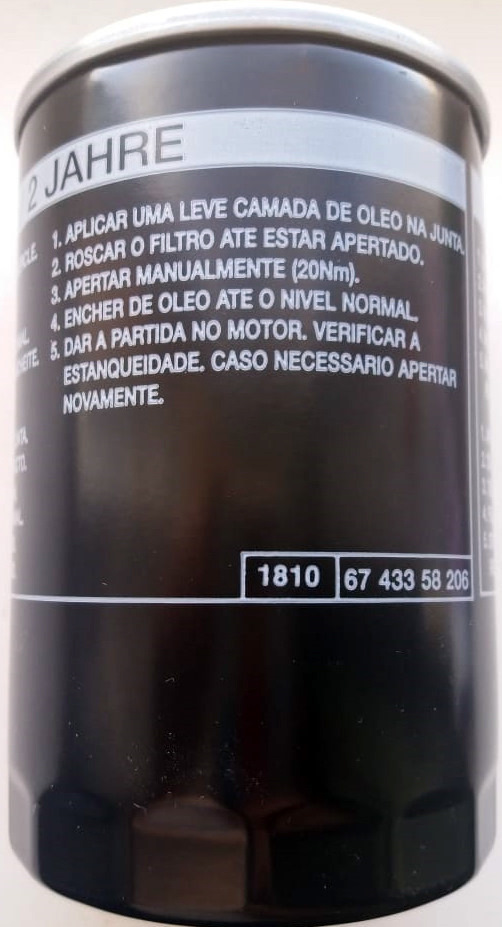 2 JAHRE
1. APLICAR UMA LEVE CAMADA DE OLEO NA JUNTA.
2. ROSCAR O FILTRO ATE ESTAR APERTADO.
3. APERTAR MANUALMENTE (20Nm).
4. ENCHER DE OLEO ATE O NIVEL NORMAL.
5. DAR A PARTIDA NO MOTOR. VERIFICAR A
ESTANQUEIDADE. CASO NECESSARIO APERTAR
NOVAMENTE.
1810 67 433 58 206